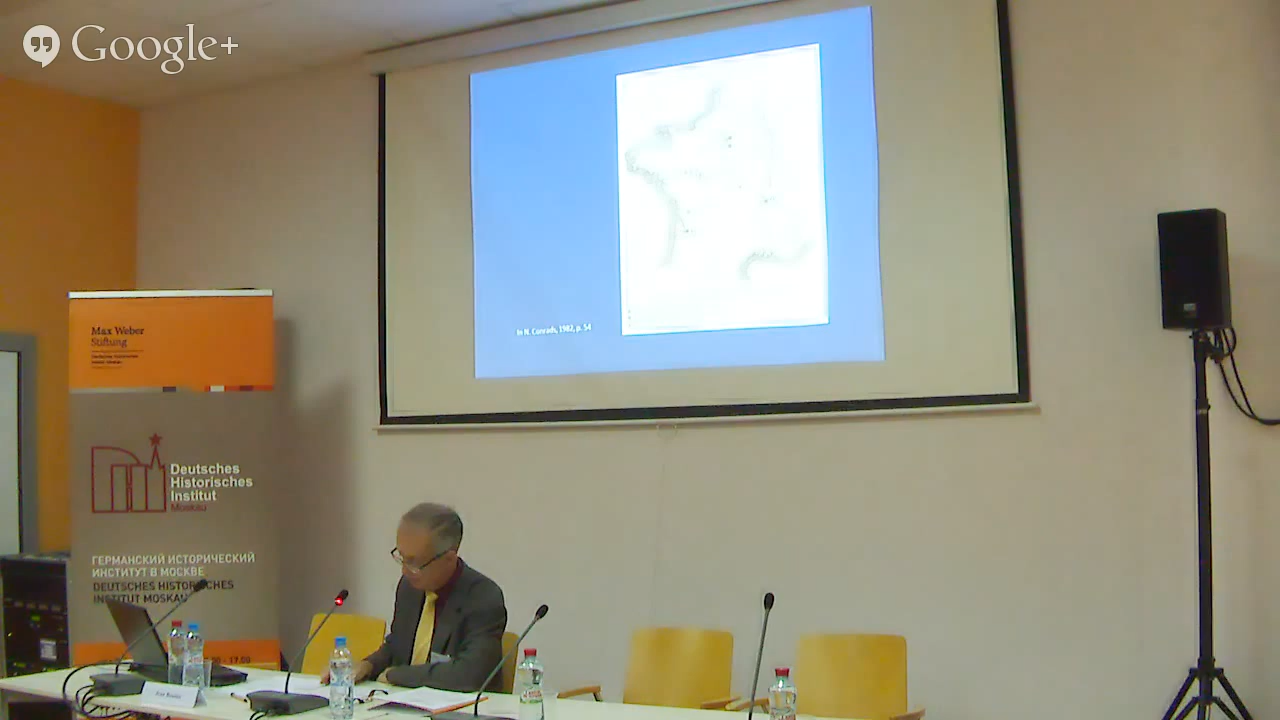 Google+
In N. Conrads, 1982, p. 54
Max Weber
Stiftung
Deutsches
Historisches
Institut
Moskau
ГЕРМАНСКИЙ ИСТОРИЧЕСКИЙ
ИНСТИТУТ В МОСКВЕ
DEUTSCHES HISTORISCHES
INSTITUT MOSKAU